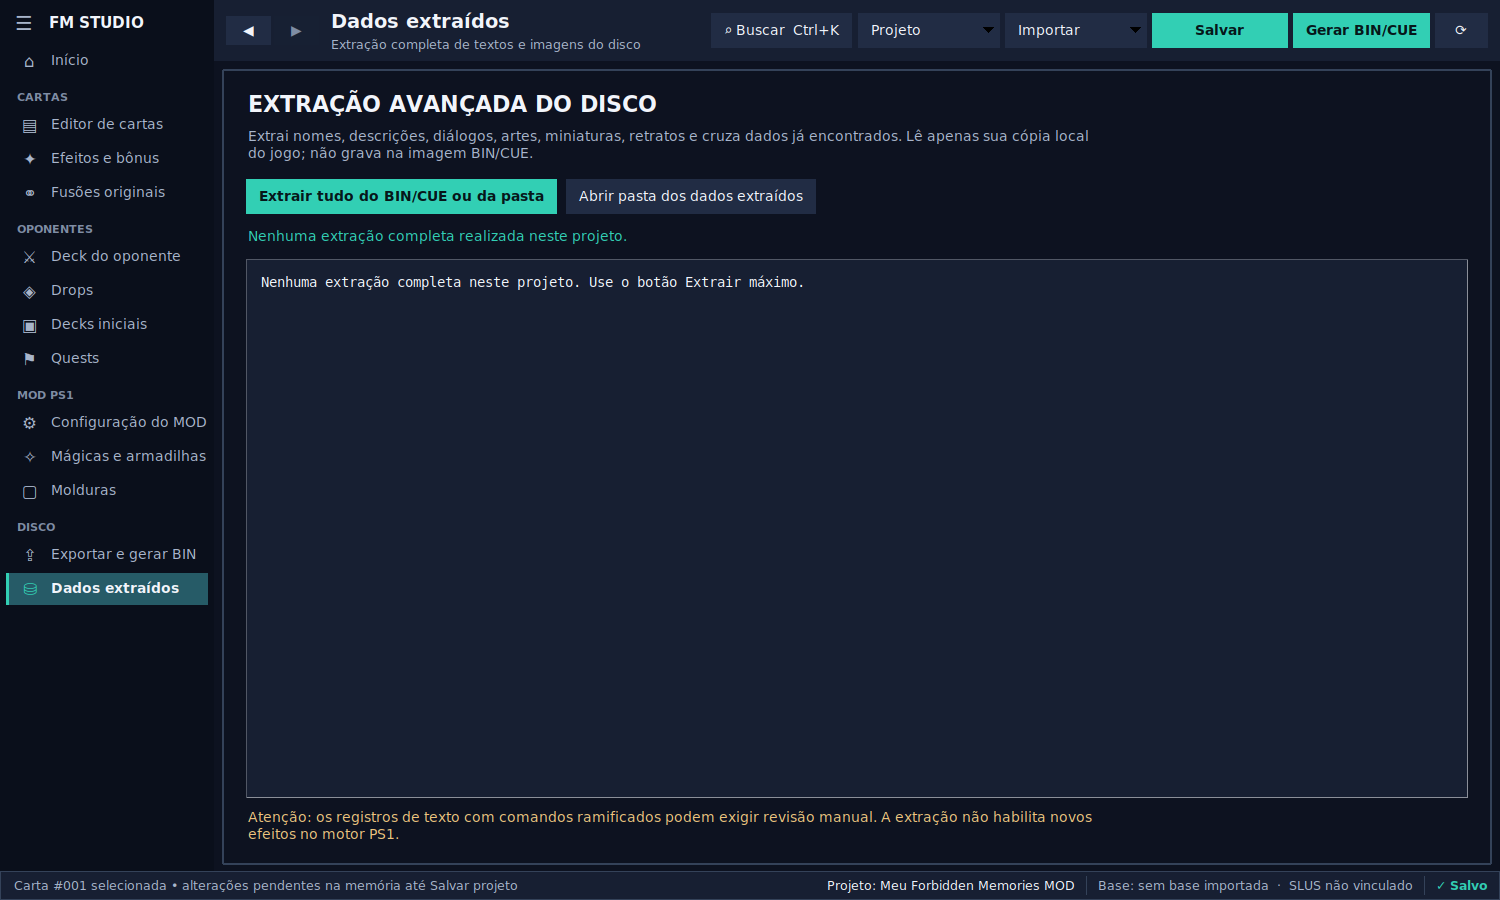 FM STUDIO
Início
CARTAS
Editor de cartas
Efeitos e bônus
Fusões originais
OPONENTES
Deck do oponente
Drops
Decks iniciais
Quests
MOD PS1
Configuração do MOD
Mágicas e armadilhas
Molduras
DISCO
Exportar e gerar BIN
Dados extraídos
Dados extraídos
Extração completa de textos e imagens do disco
Buscar Ctrl+K
Projeto
Importar
Salvar
Gerar BIN/CUE
EXTRAÇÃO AVANÇADA DO DISCO
Extrai nomes, descrições, diálogos, artes, miniaturas, retratos e cruza dados já encontrados. Lê apenas sua cópia local
do jogo; não grava na imagem BIN/CUE.
Extrair tudo do BIN/CUE ou da pasta
Abrir pasta dos dados extraídos
Nenhuma extração completa realizada neste projeto.
Nenhuma extração completa neste projeto. Use o botão Extrair máximo.
Atenção: os registros de texto com comandos ramificados podem exigir revisão manual. A extração não habilita novos
efeitos no motor PS1.
Carta #001 selecionada • alterações pendentes na memória até Salvar projeto
Projeto: Meu Forbidden Memories MOD
Base: sem base importada · SLUS não vinculado
✓ Salvo